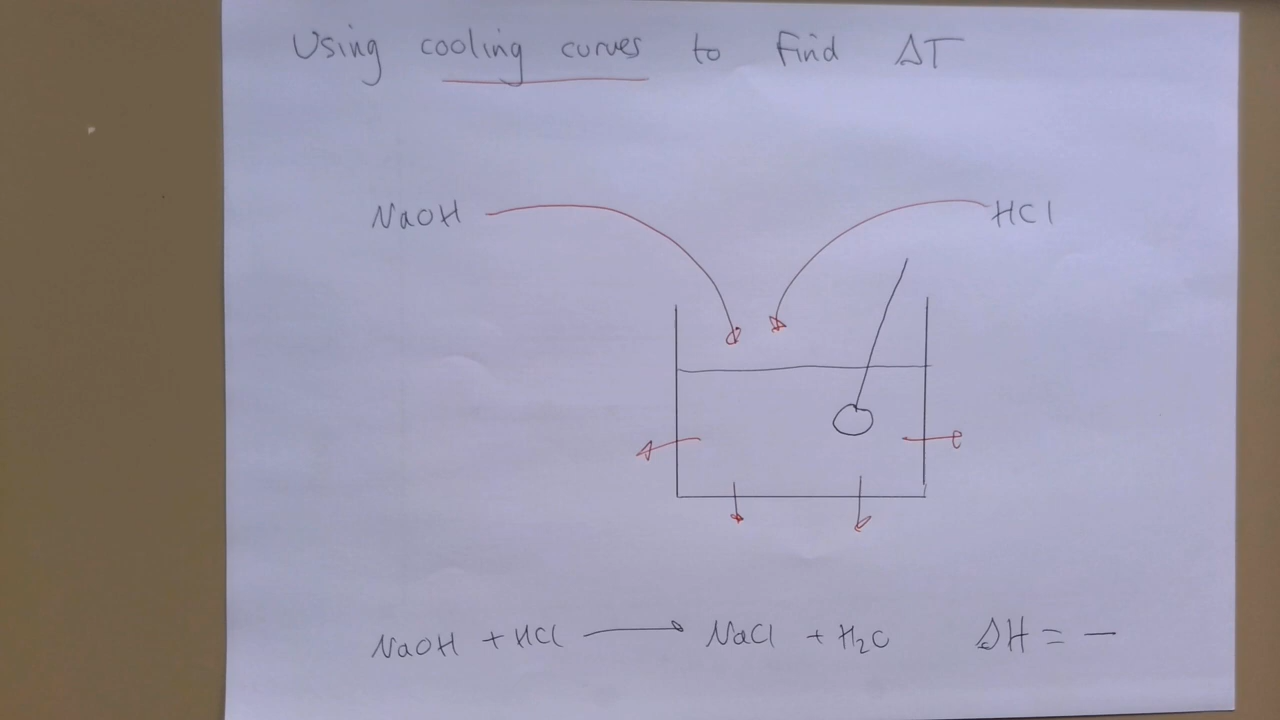 Using cooling curves to find ΔT
NaOH HCl
NaOH + HCl → NaCl + H₂O ΔH = −